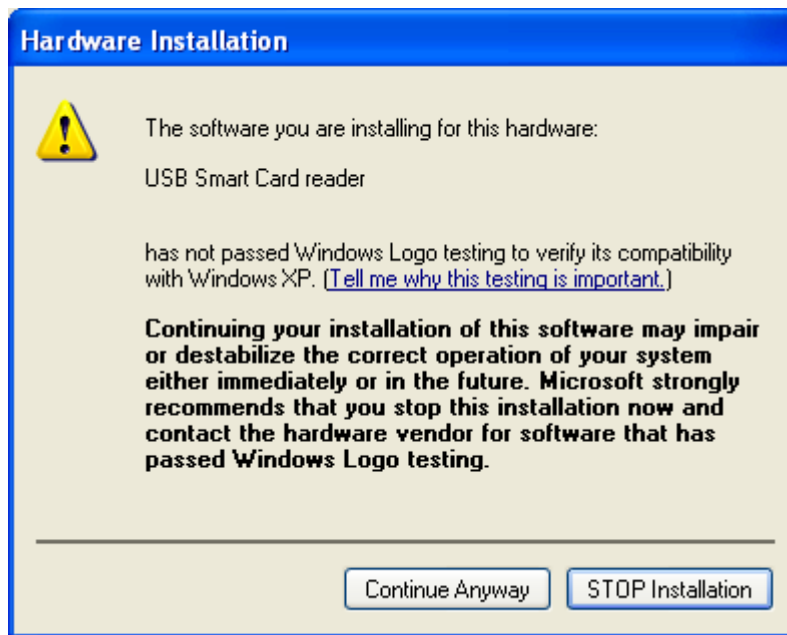 Hardware Installation
The software you are installing for this hardware:
USB Smart Card reader
has not passed Windows Logo testing to verify its compatibility
with Windows XP. (Tell me why this testing is important.)
Continuing your installation of this software may impair
or destabilize the correct operation of your system
either immediately or in the future. Microsoft strongly
recommends that you stop this installation now and
contact the hardware vendor for software that has
passed Windows Logo testing.
Continue Anyway STOP Installation